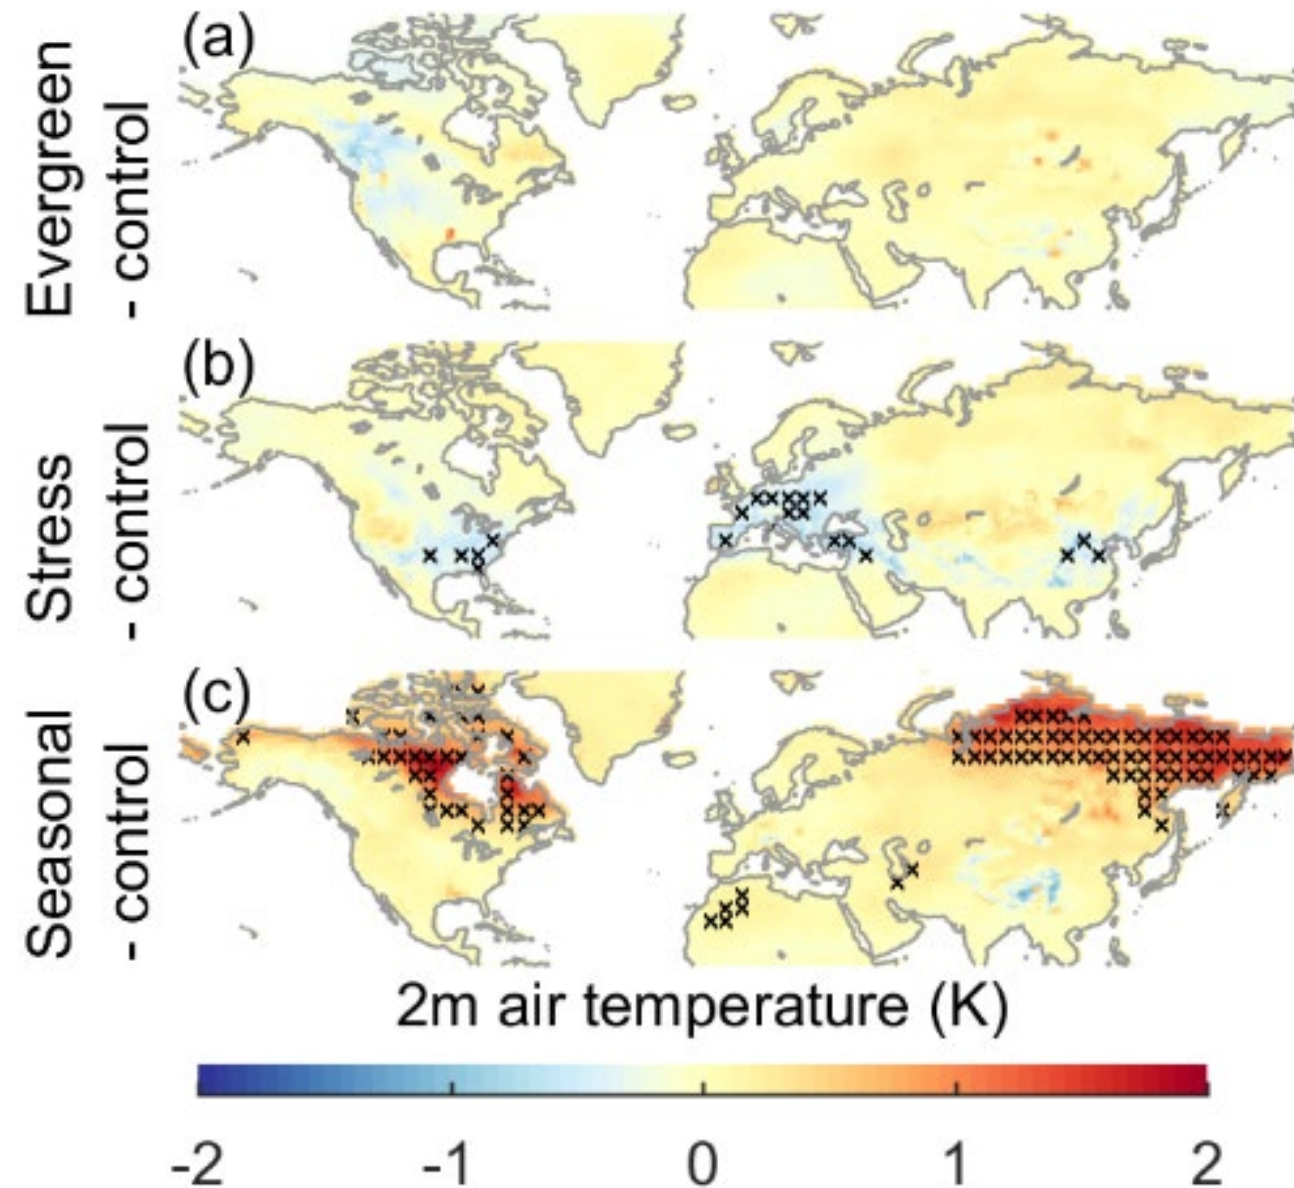 (a)
Evergreen
- control
(b)
Stress
- control
(c)
Seasonal
- control
2m air temperature (K)
-2 -1 0 1 2